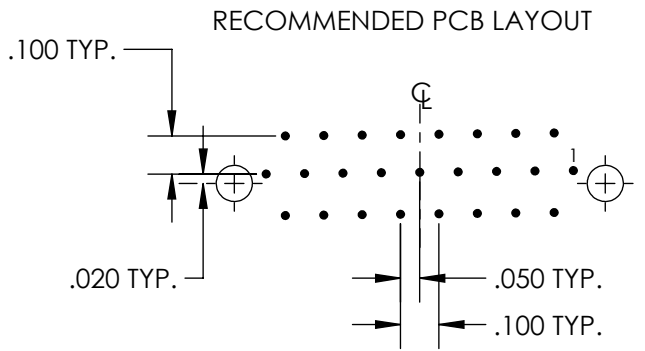 RECOMMENDED PCB LAYOUT
.100 TYP.
℄
1
.020 TYP.
.050 TYP.
.100 TYP.